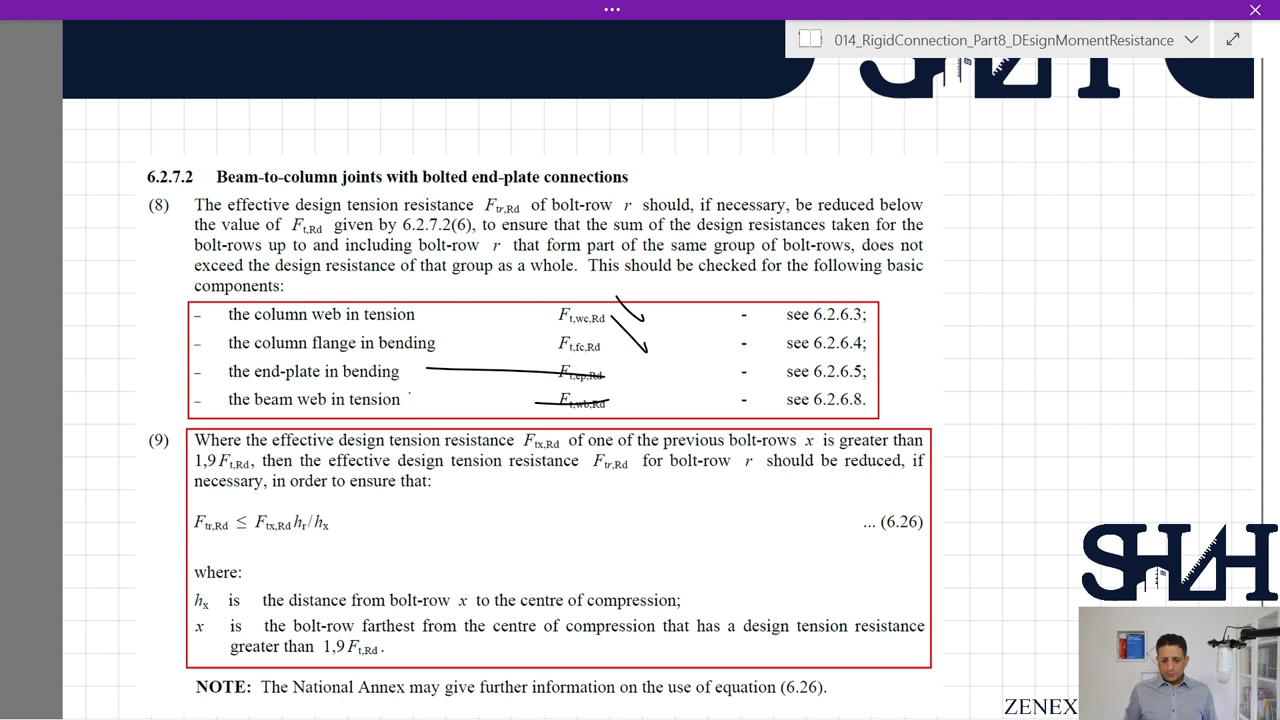 014_RigidConnection_Part8_DEsignMomentResistance
6.2.7.2 Beam-to-column joints with bolted end-plate connections
(8) The effective design tension resistance Ftr,Rd of bolt-row r should, if necessary, be reduced below
the value of Ft,Rd given by 6.2.7.2(6), to ensure that the sum of the design resistances taken for the
bolt-rows up to and including bolt-row r that form part of the same group of bolt-rows, does not
exceed the design resistance of that group as a whole. This should be checked for the following basic
components:
– the column web in tension Ft,wc,Rd - see 6.2.6.3;
– the column flange in bending Ft,fc,Rd - see 6.2.6.4;
– the end-plate in bending Ft,ep,Rd - see 6.2.6.5;
– the beam web in tension Ft,wb,Rd - see 6.2.6.8.
(9) Where the effective design tension resistance Ftx,Rd of one of the previous bolt-rows x is greater than
1,9 Ft,Rd, then the effective design tension resistance Ftr,Rd for bolt-row r should be reduced, if
necessary, in order to ensure that:
Ftr,Rd ≤ Ftx,Rd hr/hx ... (6.26)
where:
hx is the distance from bolt-row x to the centre of compression;
x is the bolt-row farthest from the centre of compression that has a design tension resistance
greater than 1,9 Ft,Rd .
NOTE: The National Annex may give further information on the use of equation (6.26).
ZENEX